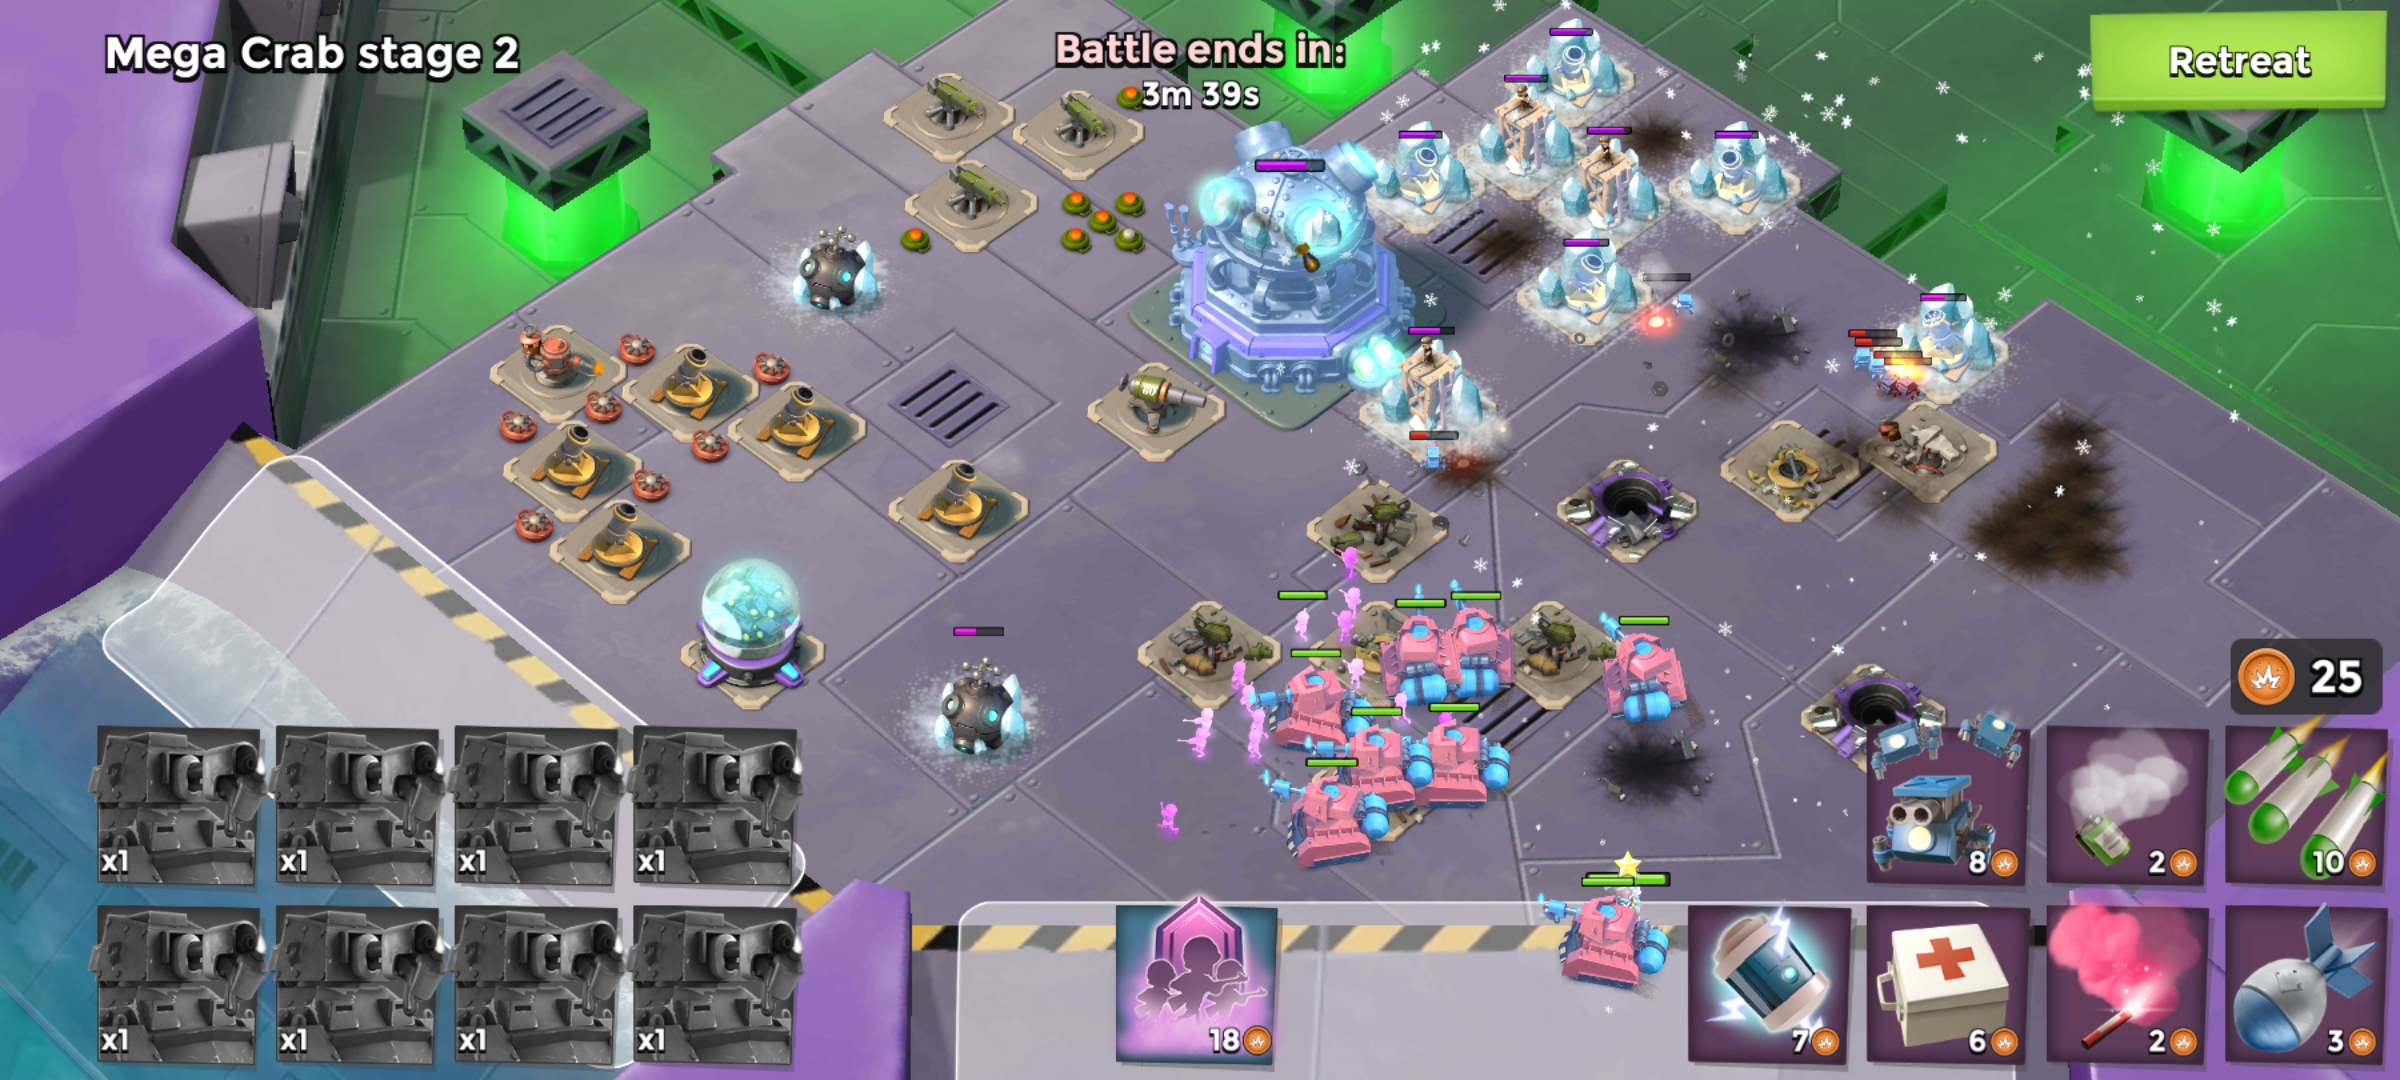 Mega Crab stage 2
Battle ends in:
3m 39s
Retreat
25
x1
x1
x1
x1
8
2
10
x1
x1
x1
x1
18
7
6
2
3